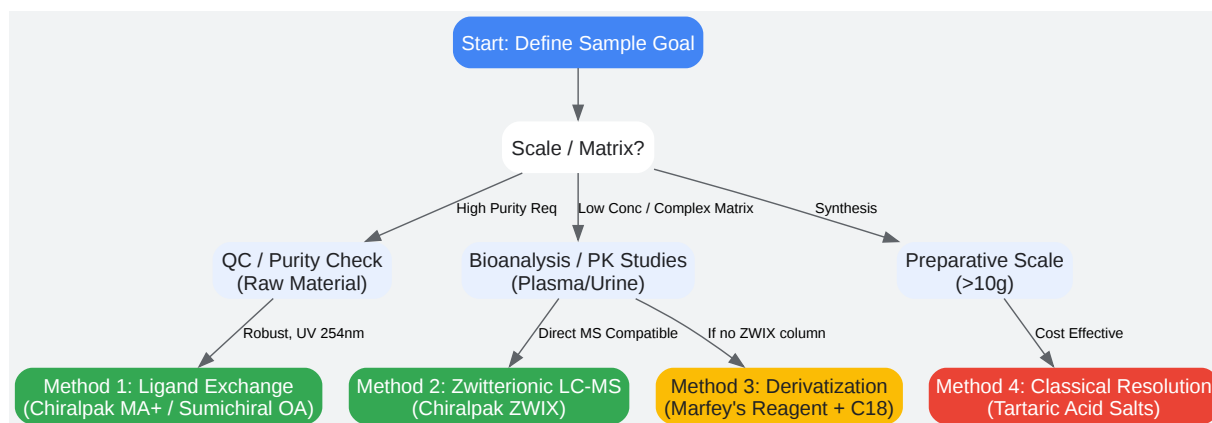 Start: Define Sample Goal
Scale / Matrix?
High Purity Req
Low Conc / Complex Matrix
Synthesis
QC / Purity Check
(Raw Material)
Bioanalysis / PK Studies
(Plasma/Urine)
Preparative Scale
(>10g)
Robust, UV 254nm
Direct MS Compatible
If no ZWIX column
Cost Effective
Method 1: Ligand Exchange
(Chiralpak MA+ / Sumichiral OA)
Method 2: Zwitterionic LC-MS
(Chiralpak ZWIX)
Method 3: Derivatization
(Marfey's Reagent + C18)
Method 4: Classical Resolution
(Tartaric Acid Salts)